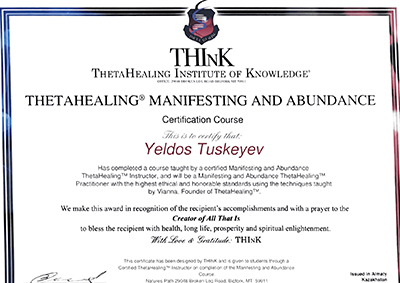 THInK
THETAHEALING INSTITUTE OF KNOWLEDGE®
THETAHEALING® MANIFESTING AND ABUNDANCE
Certification Course
This is to certify that:
Yeldos Tuskeyev
Has completed a course taught by a certified Manifesting and Abundance
ThetaHealing™ Instructor, and will be a Manifesting and Abundance ThetaHealing™
Practitioner with the highest ethical and honorable standards using the techniques taught
by Vianna, Founder of ThetaHealing™.
We make this award in recognition of the recipient's accomplishments and with a prayer to the
Creator of All That Is
to bless the recipient with health, long life, prosperity and spiritual enlightenment.
With Love & Gratitude: THInK
This certificate has been designed by THInK and is given to students through a
Certified ThetaHealing™ Instructor on completion of the Manifesting and Abundance
Course
Natures Path 29048 Broken Leg Road, Bigfork, MT. 59911
Issued in Almaty
Kazakhstan